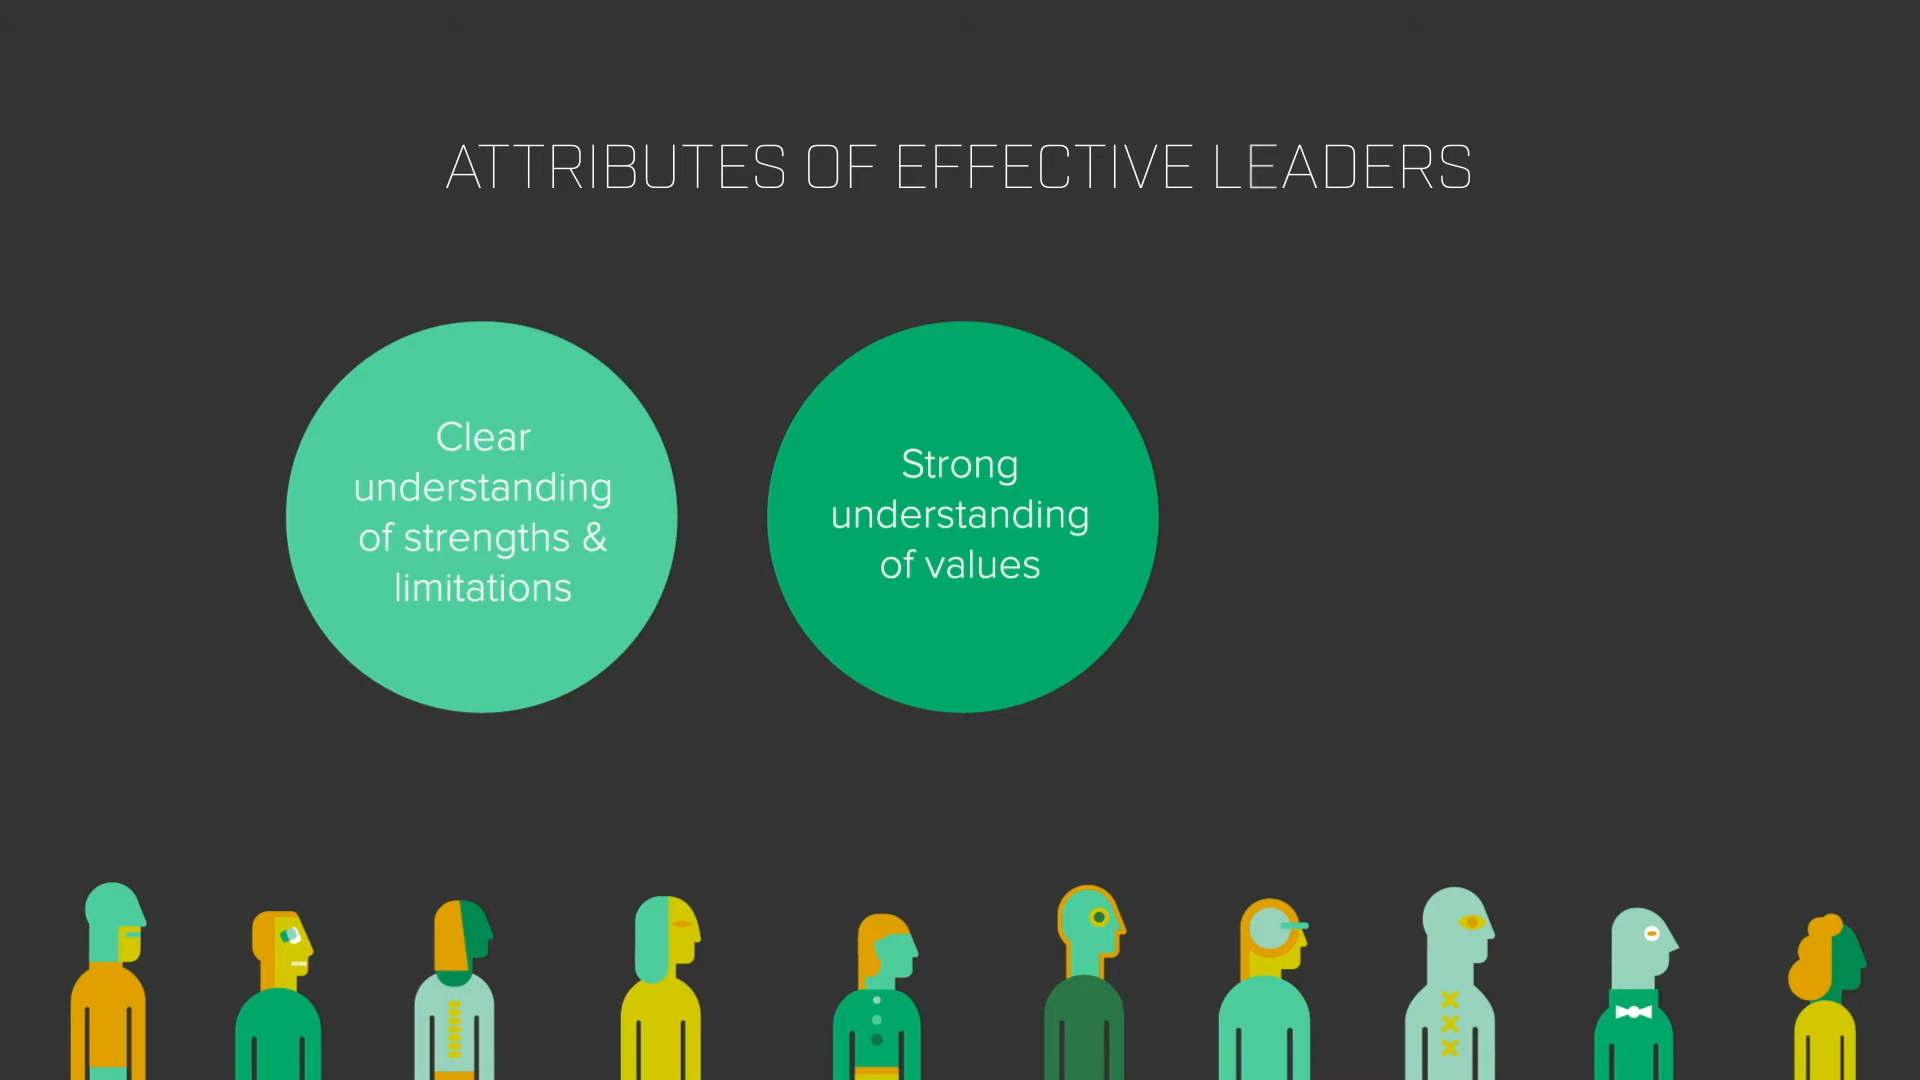 ATTRIBUTES OF EFFECTIVE LEADERS
Clear
understanding
of strengths &
limitations
Strong
understanding
of values